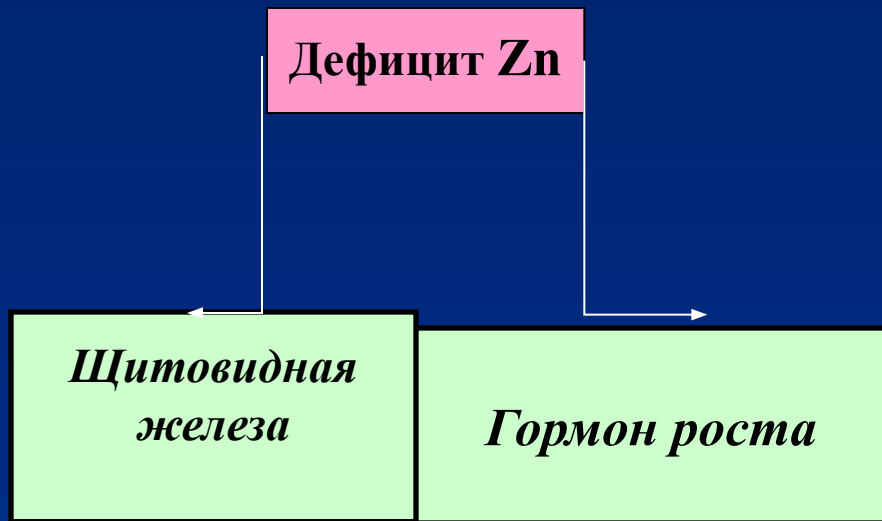 Дефицит Zn
Щитовидная
железа
Гормон роста